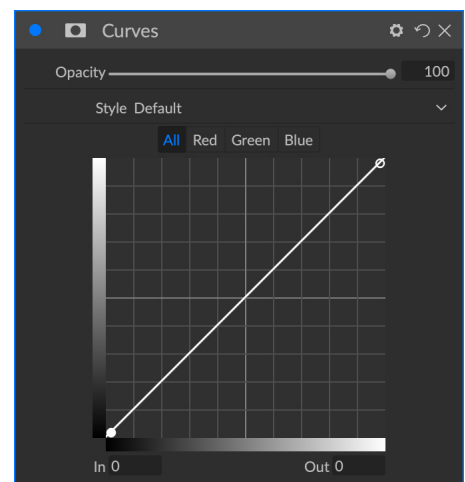 Curves
Opacity 100
Style Default
All Red Green Blue
In 0 Out 0